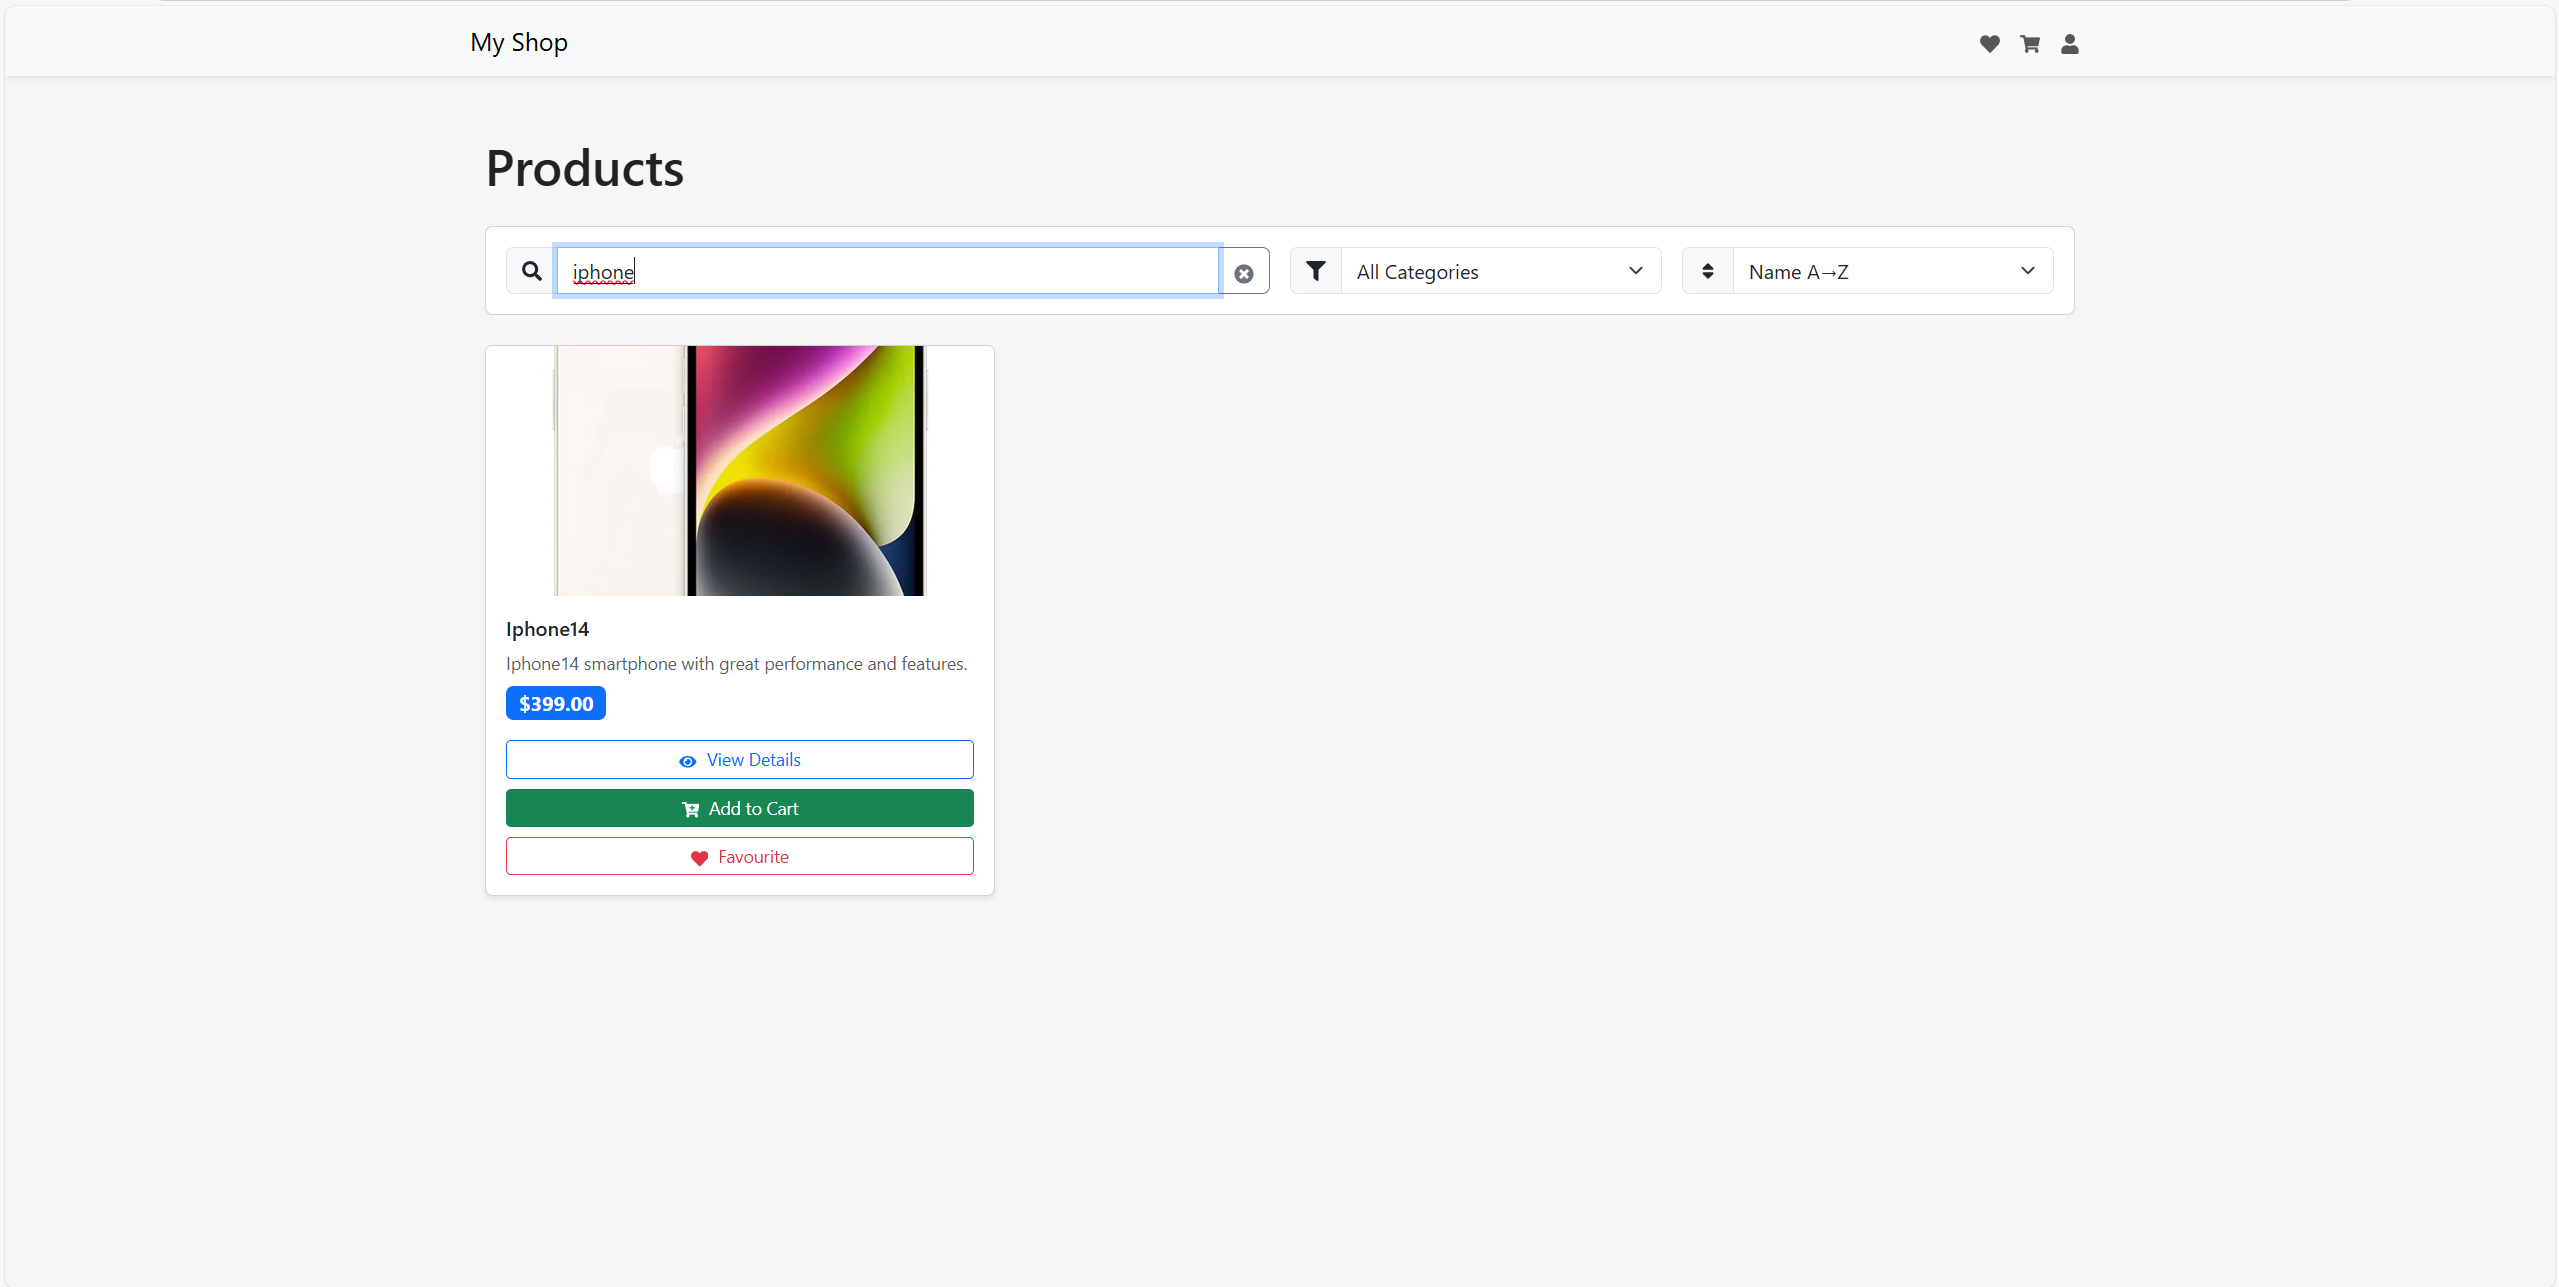 My Shop
Products
iphone
All Categories
Name A→Z
Iphone14
Iphone14 smartphone with great performance and features.
$399.00
View Details
Add to Cart
Favourite